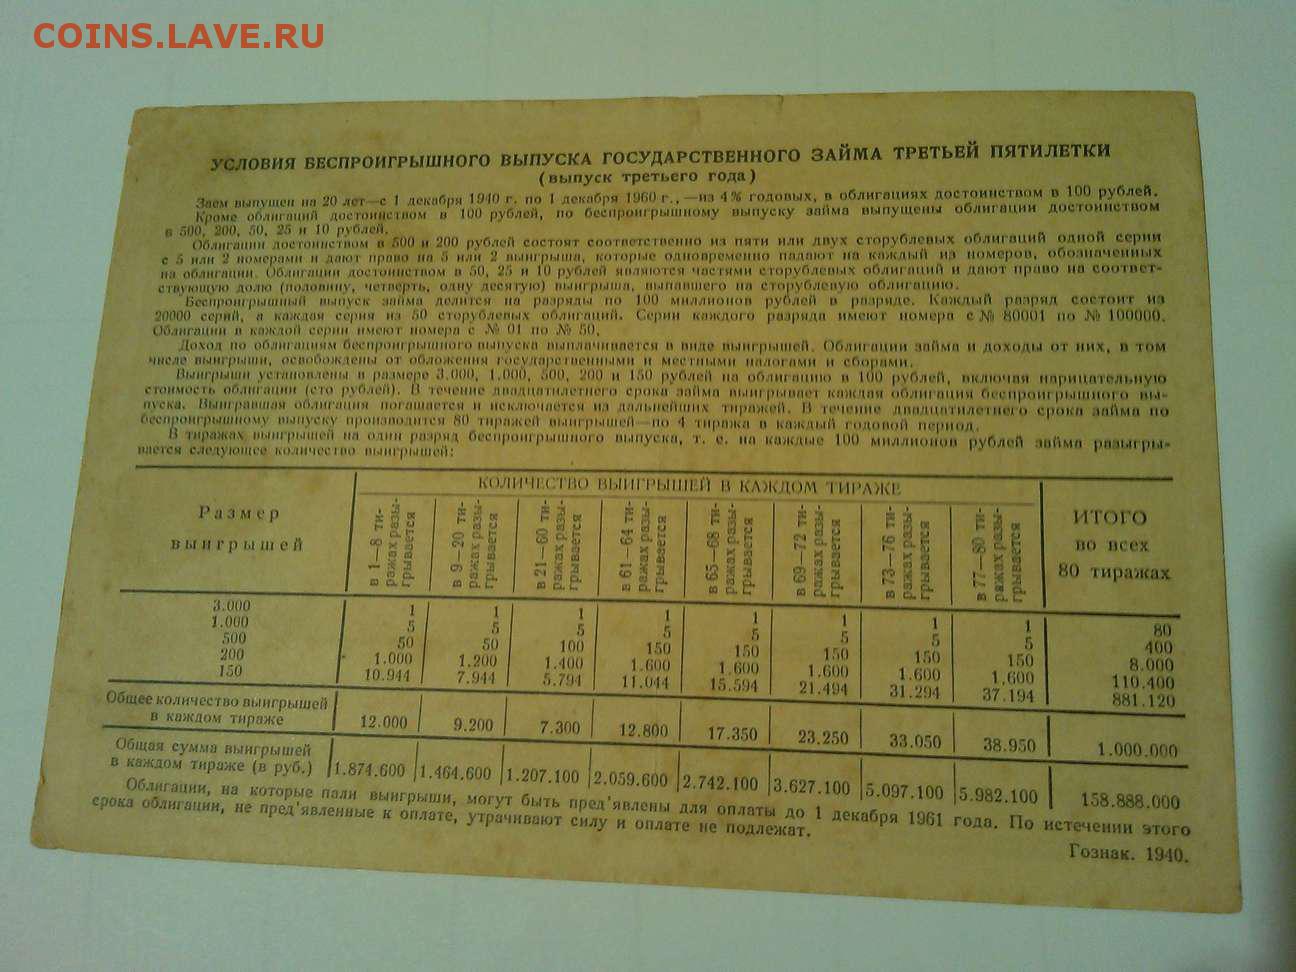 COINS.LAVE.RU
УСЛОВИЯ БЕСПРОИГРЫШНОГО ВЫПУСКА ГОСУДАРСТВЕННОГО ЗАЙМА ТРЕТЬЕЙ ПЯТИЛЕТКИ
(выпуск третьего года)
Заем выпущен на 20 лет—с 1 декабря 1940 г. по 1 декабря 1960 г.,—из 4% годовых, в облигациях достоинством в 100 рублей.
Кроме облигаций достоинством в 100 рублей, по беспроигрышному выпуску займа выпущены облигации достоинством
в 500, 200, 50, 25 и 10 рублей.
Облигации достоинством в 500 и 200 рублей состоят соответственно из пяти или двух сторублевых облигаций одной серии
с 5 или 2 номерами и дают право на 5 или 2 выигрыша, которые одновременно падают на каждый из номеров, обозначенных
на облигации. Облигации достоинством в 50, 25 и 10 рублей являются частями сторублевых облигаций и дают право на соответ-
ствующую долю (половину, четверть, одну десятую) выигрыша, выпавшего на сторублевую облигацию.
Беспроигрышный выпуск займа делится на разряды по 100 миллионов рублей в разряде. Каждый разряд состоит из
20000 серий, а каждая серия из 50 сторублевых облигаций. Серии каждого разряда имеют номера с № 80001 по № 100000.
Облигации в каждой серии имеют номера с № 01 по № 50.
Доход по облигациям беспроигрышного выпуска выплачивается в виде выигрышей. Облигации займа и доходы от них, в том
числе выигрыши, освобождены от обложения государственными и местными налогами и сборами.
Выигрыши установлены в размере 3.000, 1.000, 500, 200 и 150 рублей на облигацию в 100 рублей, включая нарицательную
стоимость облигации (сто рублей). В течение двадцатилетнего срока займа выигрывает каждая облигация беспроигрышного вы-
пуска. Выигравшая облигация погашается и исключается из дальнейших тиражей. В течение двадцатилетнего срока займа по
беспроигрышному выпуску производится 80 тиражей выигрышей—по 4 тиража в каждый годовой период.
В тиражах выигрышей на один разряд беспроигрышного выпуска, т. е. на каждые 100 миллионов рублей займа разыгры-
вается следующее количество выигрышей:
Размер выигрышей
КОЛИЧЕСТВО ВЫИГРЫШЕЙ В КАЖДОМ ТИРАЖЕ
в 1—8 ти-
ражах разы-
грывается
в 9—20 ти-
ражах разы-
грывается
в 21—60 ти-
ражах разы-
грывается
в 61—64 ти-
ражах разы-
грывается
в 65—68 ти-
ражах разы-
грывается
в 69—72 ти-
ражах разы-
грывается
в 73—76 ти-
ражах разы-
грывается
в 77—80 ти-
ражах разы-
грывается
ИТОГО
во всех
80 тиражах
3.000 1 1 1 1 1 1 1 1 80
1.000 5 5 5 5 5 5 5 5 400
500 50 50 100 150 150 150 150 150 8.000
200 1.000 1.200 1.400 1.600 1.600 1.600 1.600 1.600 110.400
150 10.944 7.944 5.794 11.044 15.594 21.494 31.294 37.194 881.120
Общее количество выигрышей
в каждом тираже 12.000 9.200 7.300 12.800 17.350 23.250 33.050 38.950 1.000.000
Общая сумма выигрышей
в каждом тираже (в руб.) 1.874.600 1.464.600 1.207.100 2.059.600 2.742.100 3.627.100 5.097.100 5.982.100 158.888.000
Облигации, на которые пали выигрыши, могут быть пред'явлены для оплаты до 1 декабря 1961 года. По истечении этого
срока облигации, не пред'явленные к оплате, утрачивают силу и оплате не подлежат.
Гознак. 1940.